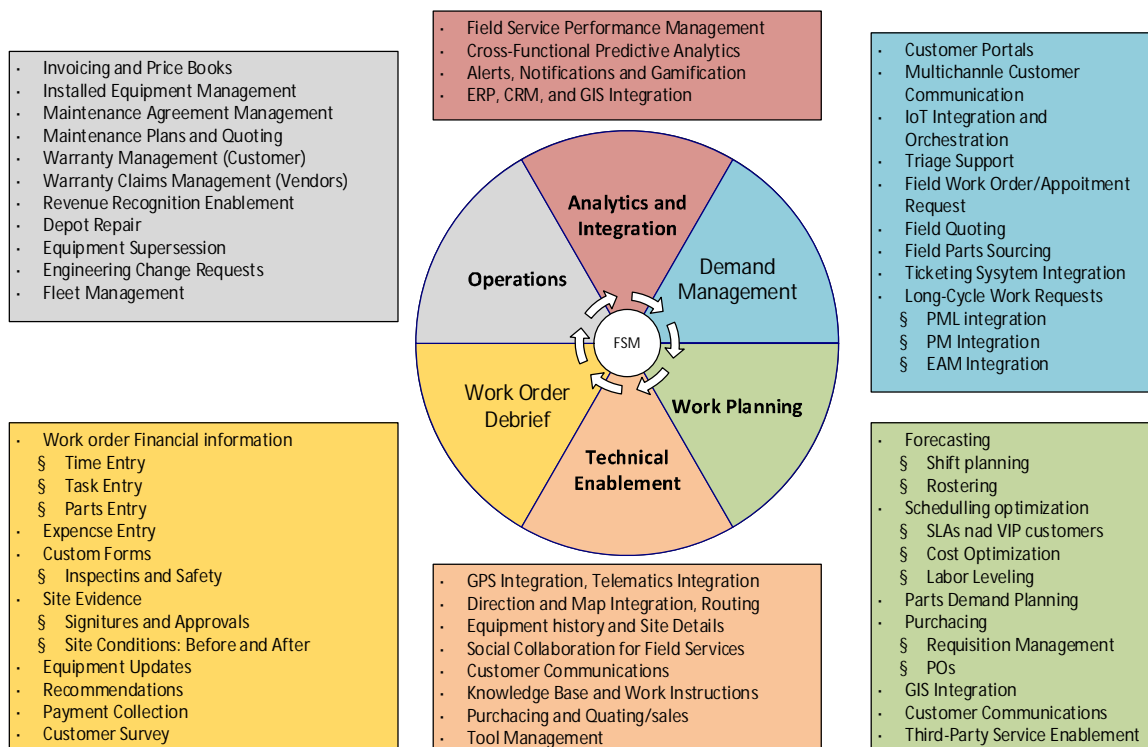 · Field Service Performance Management
· Cross-Functional Predictive Analytics
· Alerts, Notifications and Gamification
· ERP, CRM, and GIS Integration
· Invoicing and Price Books
· Installed Equipment Management
· Maintenance Agreement Management
· Maintenance Plans and Quoting
· Warranty Management (Customer)
· Warranty Claims Management (Vendors)
· Revenue Recognition Enablement
· Depot Repair
· Equipment Supersession
· Engineering Change Requests
· Fleet Management
· Customer Portals
· Multichannle Customer
Communication
· IoT Integration and
Orchestration
· Triage Support
· Field Work Order/Appoitment
Request
· Field Quoting
· Field Parts Sourcing
· Ticketing Sysytem Integration
· Long-Cycle Work Requests
§ PML integration
§ PM Integration
§ EAM Integration
Analytics and
Integration
Operations
Demand
Management
FSM
Work Order
Debrief
Work Planning
Technical
Enablement
· Work order Financial information
§ Time Entry
§ Task Entry
§ Parts Entry
· Expencse Entry
· Custom Forms
§ Inspectins and Safety
· Site Evidence
§ Signitures and Approvals
§ Site Conditions: Before and After
· Equipment Updates
· Recommendations
· Payment Collection
· Customer Survey
· GPS Integration, Telematics Integration
· Direction and Map Integration, Routing
· Equipment history and Site Details
· Social Collaboration for Field Services
· Customer Communications
· Knowledge Base and Work Instructions
· Purchasing and Quating/sales
· Tool Management
· Forecasting
§ Shift planning
§ Rostering
· Schedulling optimization
§ SLAs nad VIP customers
§ Cost Optimization
§ Labor Leveling
· Parts Demand Planning
· Purchasing
§ Requisition Management
§ POs
· GIS Integration
· Customer Communications
· Third-Party Service Enablement